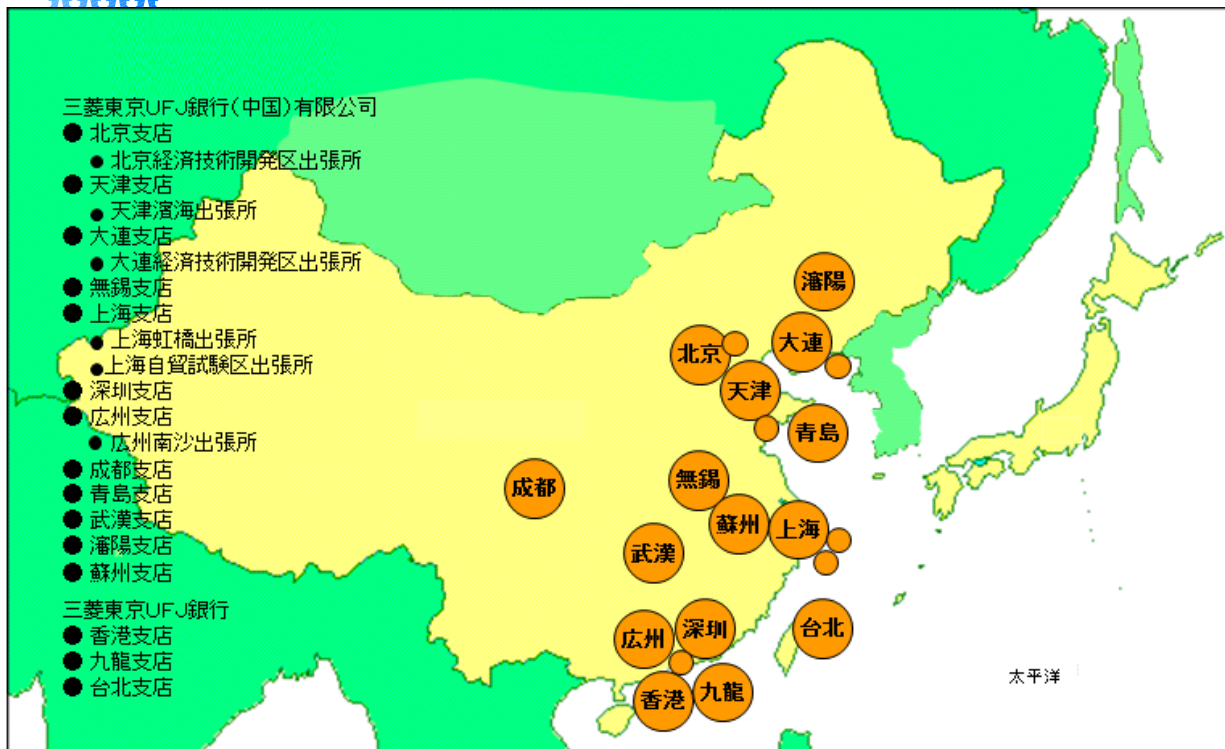 三菱東京UFJ銀行(中国)有限公司
● 北京支店
● 北京経済技術開発区出張所
● 天津支店
● 天津濱海出張所
● 大連支店
● 大連経済技術開発区出張所
● 無錫支店
● 上海支店
● 上海虹橋出張所
●上海自貿試験区出張所
● 深圳支店
● 広州支店
● 広州南沙出張所
● 成都支店
● 青島支店
● 武漢支店
● 瀋陽支店
● 蘇州支店
三菱東京UFJ銀行
● 香港支店
● 九龍支店
● 台北支店
瀋陽
大連
北京
天津
青島
成都
無錫
蘇州
上海
武漢
広州
深圳
台北
香港
九龍
太平洋